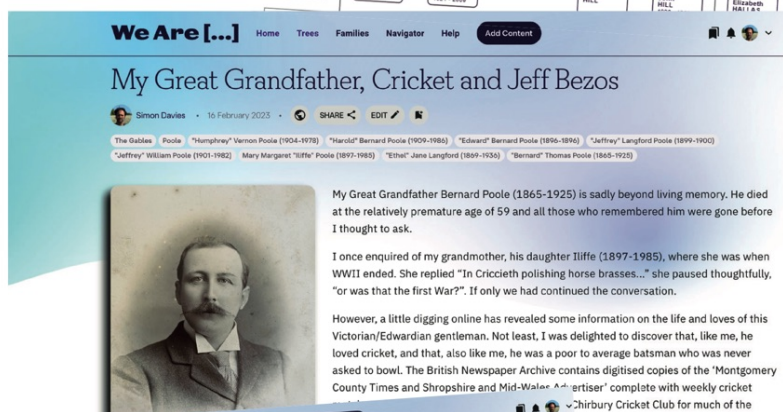 HILL
HILL
1939
Elizabeth
HALLAS
We Are [...]
Home Trees Families Navigator Help Add Content
My Great Grandfather, Cricket and Jeff Bezos
Simon Davies • 16 February 2023 • SHARE EDIT
The Gables Poole "Humphrey" Vernon Poole (1904-1978) "Harold" Bernard Poole (1909-1986) "Edward" Bernard Poole (1896-1896) "Jeffrey" Langford Poole (1899-1900)
"Jeffrey" William Poole (1901-1982) Mary Margaret "Iliffe" Poole (1897-1985) "Ethel" Jane Langford (1869-1936) "Bernard" Thomas Poole (1865-1925)
My Great Grandfather Bernard Poole (1865-1925) is sadly beyond living memory. He died
at the relatively premature age of 59 and all those who remembered him were gone before
I thought to ask.
I once enquired of my grandmother, his daughter Iliffe (1897-1985), where she was when
WWII ended. She replied “In Criccieth polishing horse brasses...” she paused thoughtfully,
“or was that the first War?”. If only we had continued the conversation.
However, a little digging online has revealed some information on the life and loves of this
Victorian/Edwardian gentleman. Not least, I was delighted to discover that, like me, he
loved cricket, and that, also like me, he was a poor to average batsman who was never
asked to bowl. The British Newspaper Archive contains digitised copies of the ‘Montgomery
County Times and Shropshire and Mid-Wales Advertiser’ complete with weekly cricket
Chirbury Cricket Club for much of the